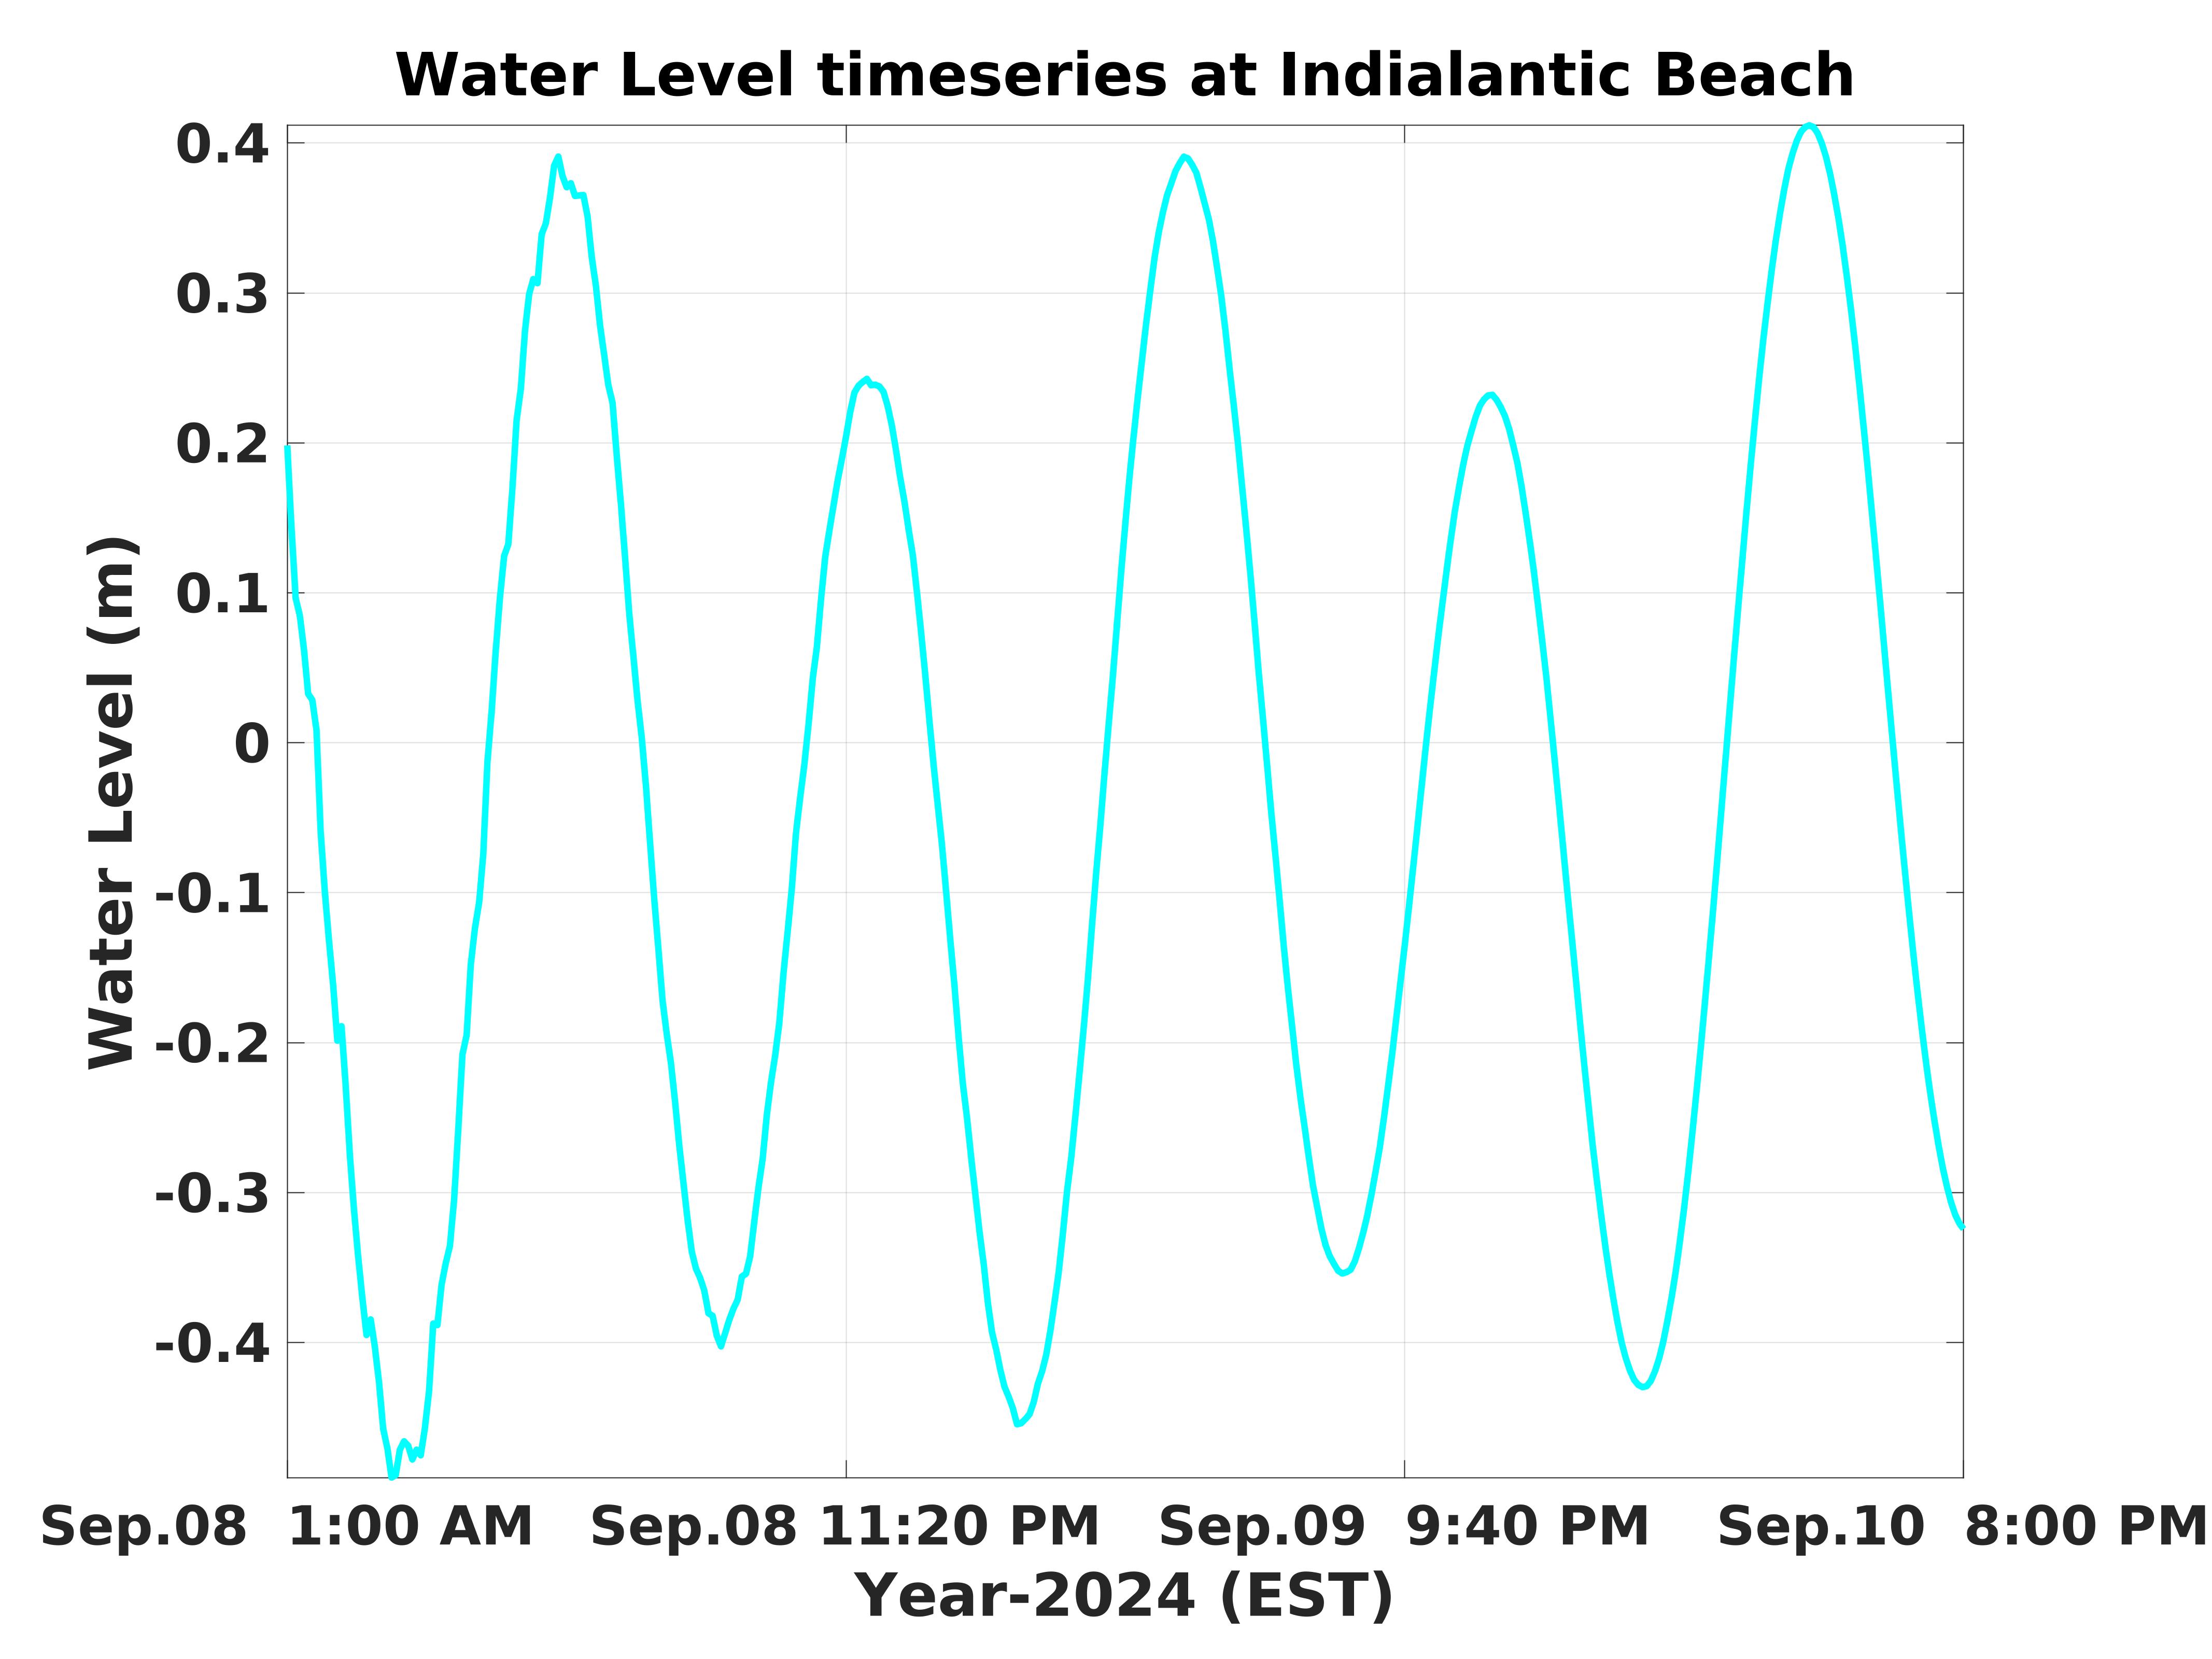 Water Level timeseries at Indialantic Beach
0.4
0.3
0.2
0.1
0
-0.1
-0.2
-0.3
-0.4
Water Level (m)
Sep.08 1:00 AM Sep.08 11:20 PM Sep.09 9:40 PM Sep.10 8:00 PM
Year-2024 (EST)